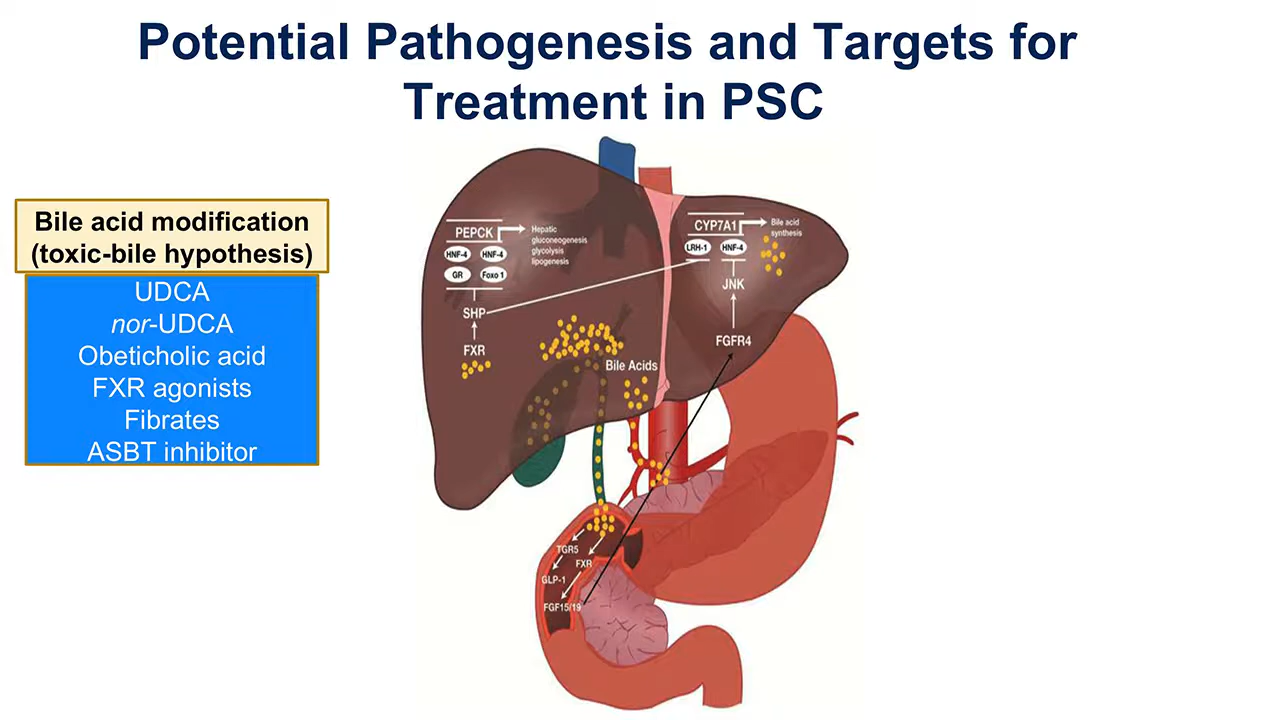 Potential Pathogenesis and Targets for
Treatment in PSC
Bile acid modification
(toxic-bile hypothesis)
UDCA
nor-UDCA
Obeticholic acid
FXR agonists
Fibrates
ASBT inhibitor
PEPCK
Hepatic
gluconeogenesis
glycolysis
lipogenesis
HNF-4
HNF-4
GR
Foxo 1
SHP
FXR
CYP7A1
Bile acid
synthesis
LRH-1
HNF-4
JNK
FGFR4
Bile Acids
TGR5
FXR
GLP-1
FGF15/19